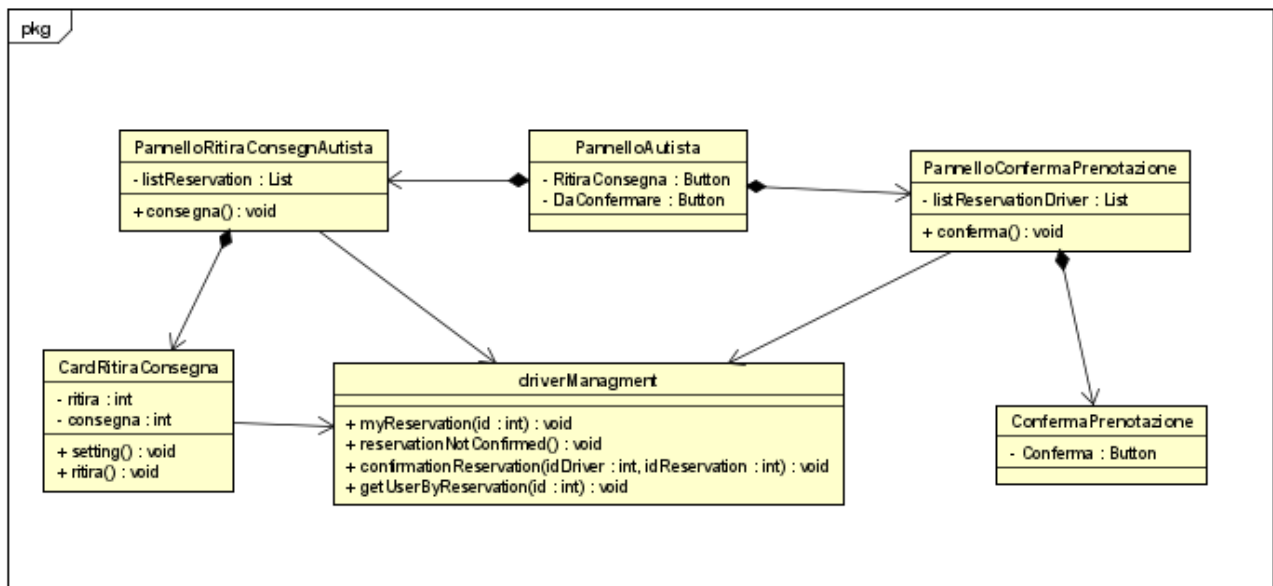 pkg
PannelloRitiraConsegnAutista
- listReservation : List
+ consegna() : void
PannelloAutista
- RitiraConsegna : Button
- DaConfermare : Button
PannelloConfermaPrenotazione
- listReservationDriver : List
+ conferma() : void
CardRitiraConsegna
- ritira : int
- consegna : int
+ setting() : void
+ ritira() : void
driverManagment
+ myReservation(id : int) : void
+ reservationNotConfirmed() : void
+ confirmationReservation(idDriver : int, idReservation : int) : void
+ getUserByReservation(id : int) : void
ConfermaPrenotazione
- Conferma : Button